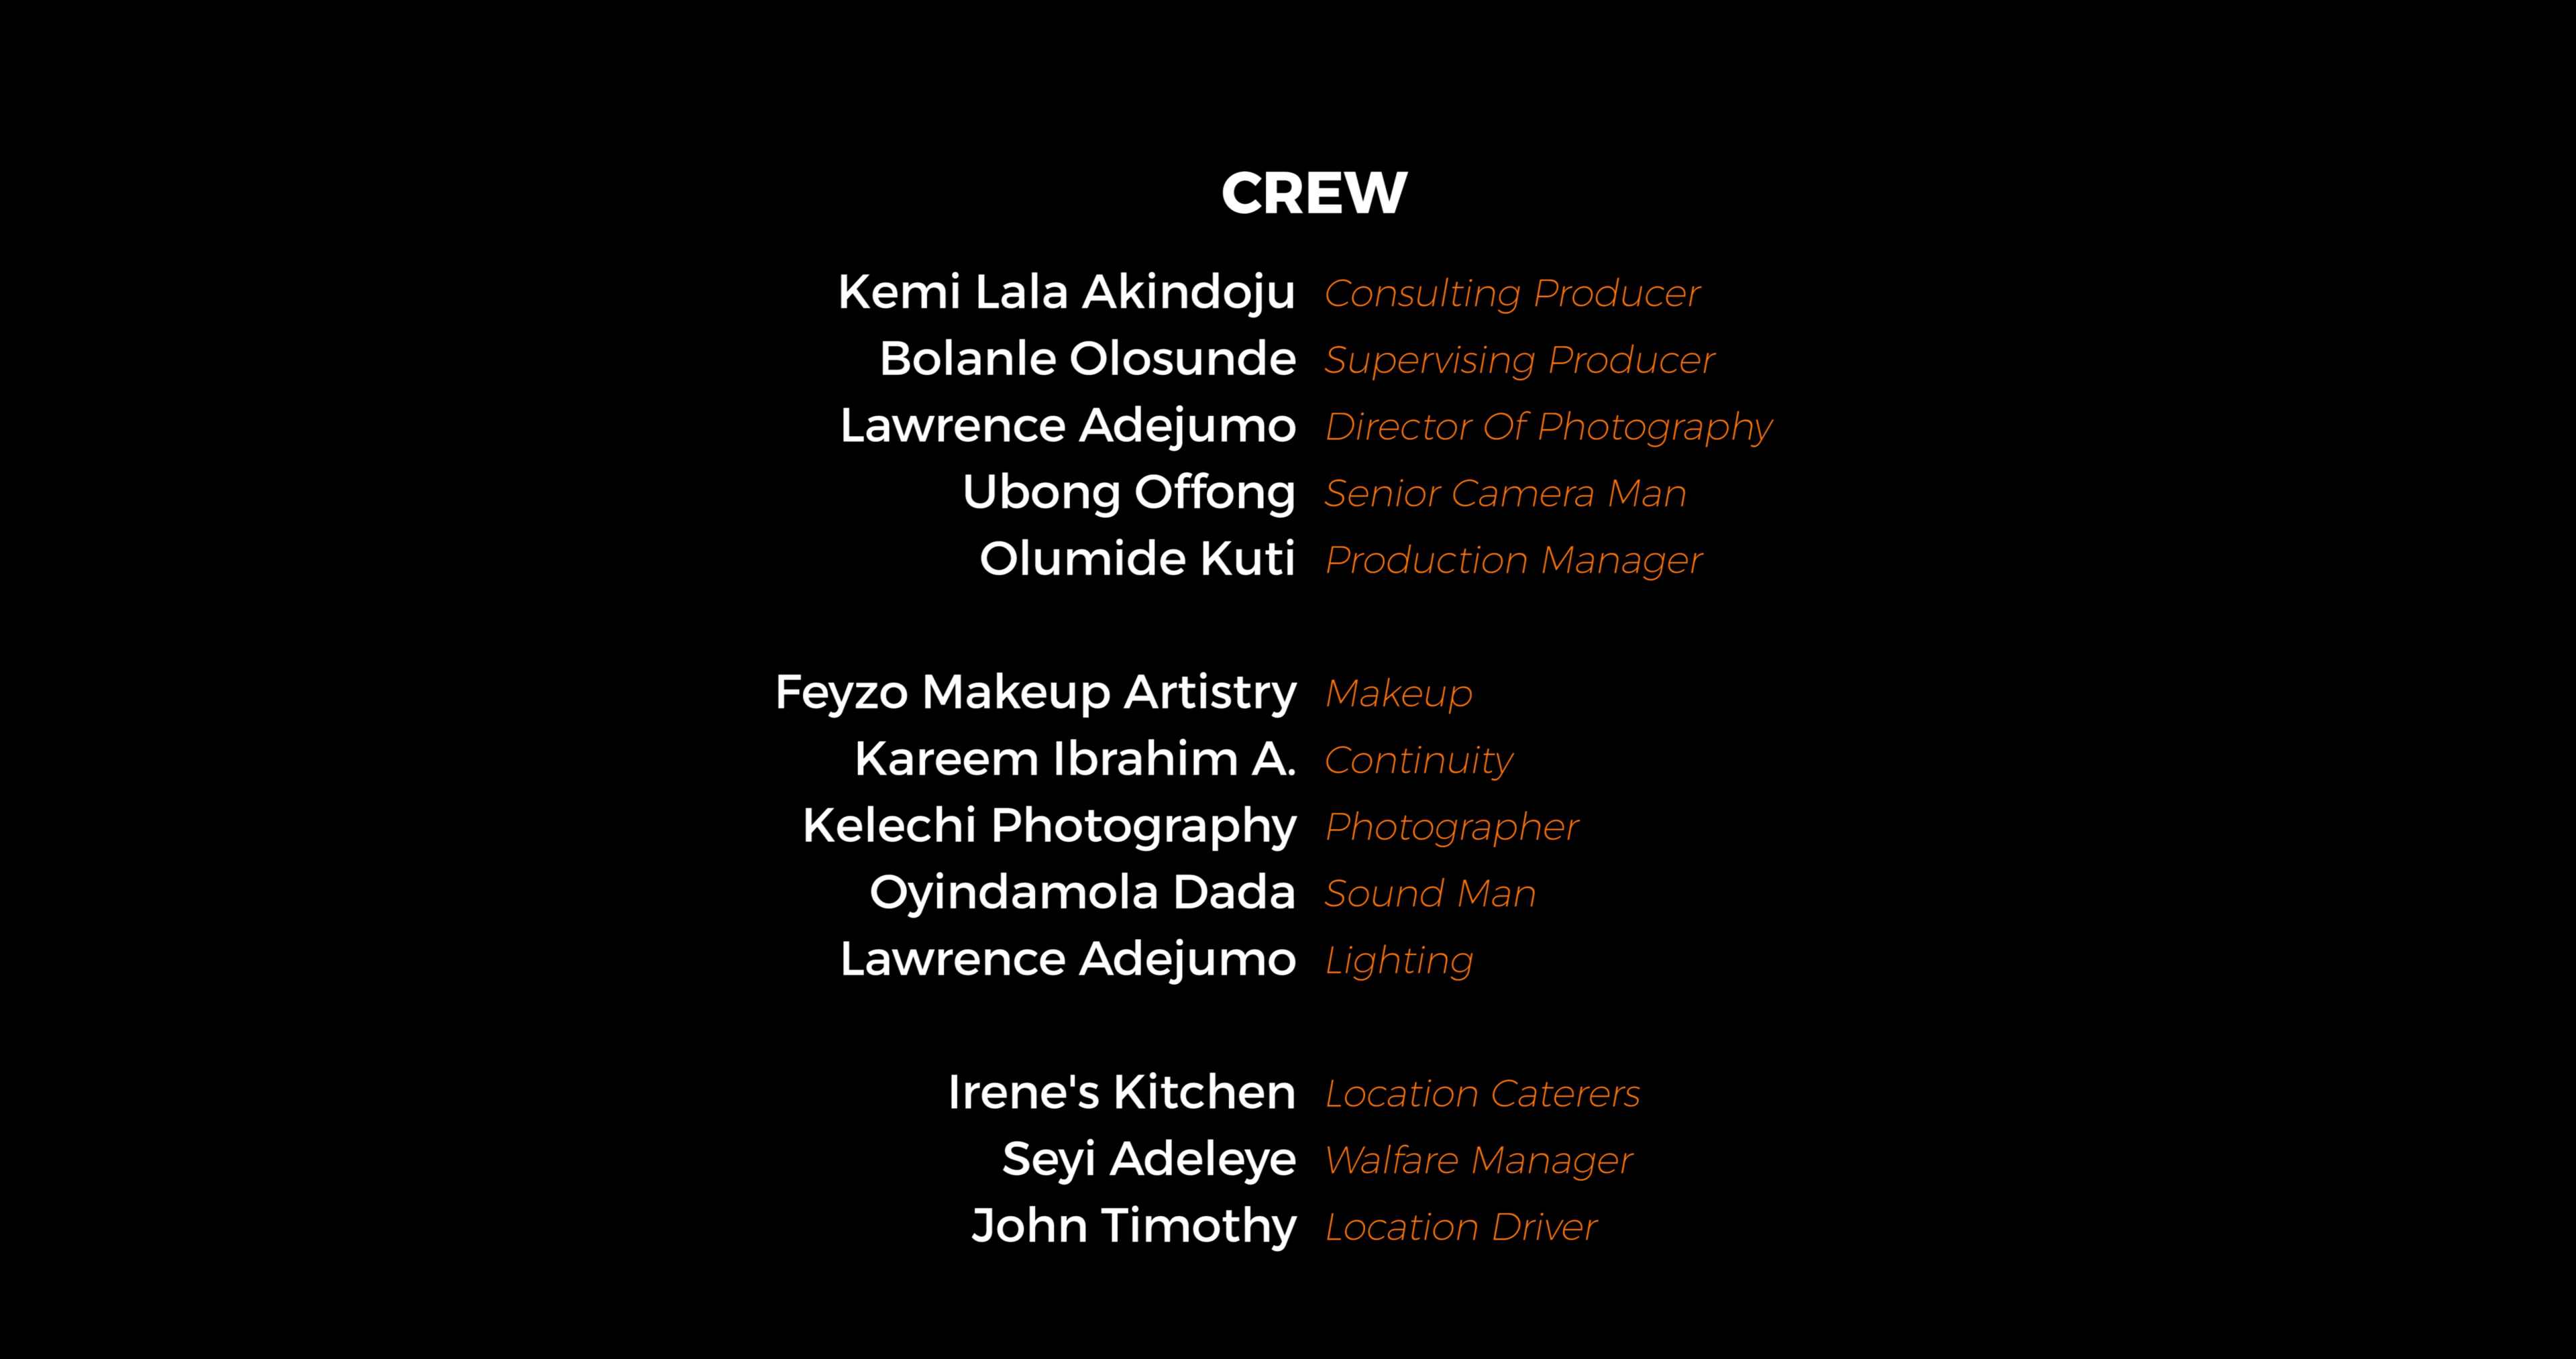 CREW
Kemi Lala Akindoju Consulting Producer
Bolanle Olosunde Supervising Producer
Lawrence Adejumo Director Of Photography
Ubong Offong Senior Camera Man
Olumide Kuti Production Manager
Feyzo Makeup Artistry Makeup
Kareem Ibrahim A. Continuity
Kelechi Photography Photographer
Oyindamola Dada Sound Man
Lawrence Adejumo Lighting
Irene's Kitchen Location Caterers
Seyi Adeleye Walfare Manager
John Timothy Location Driver